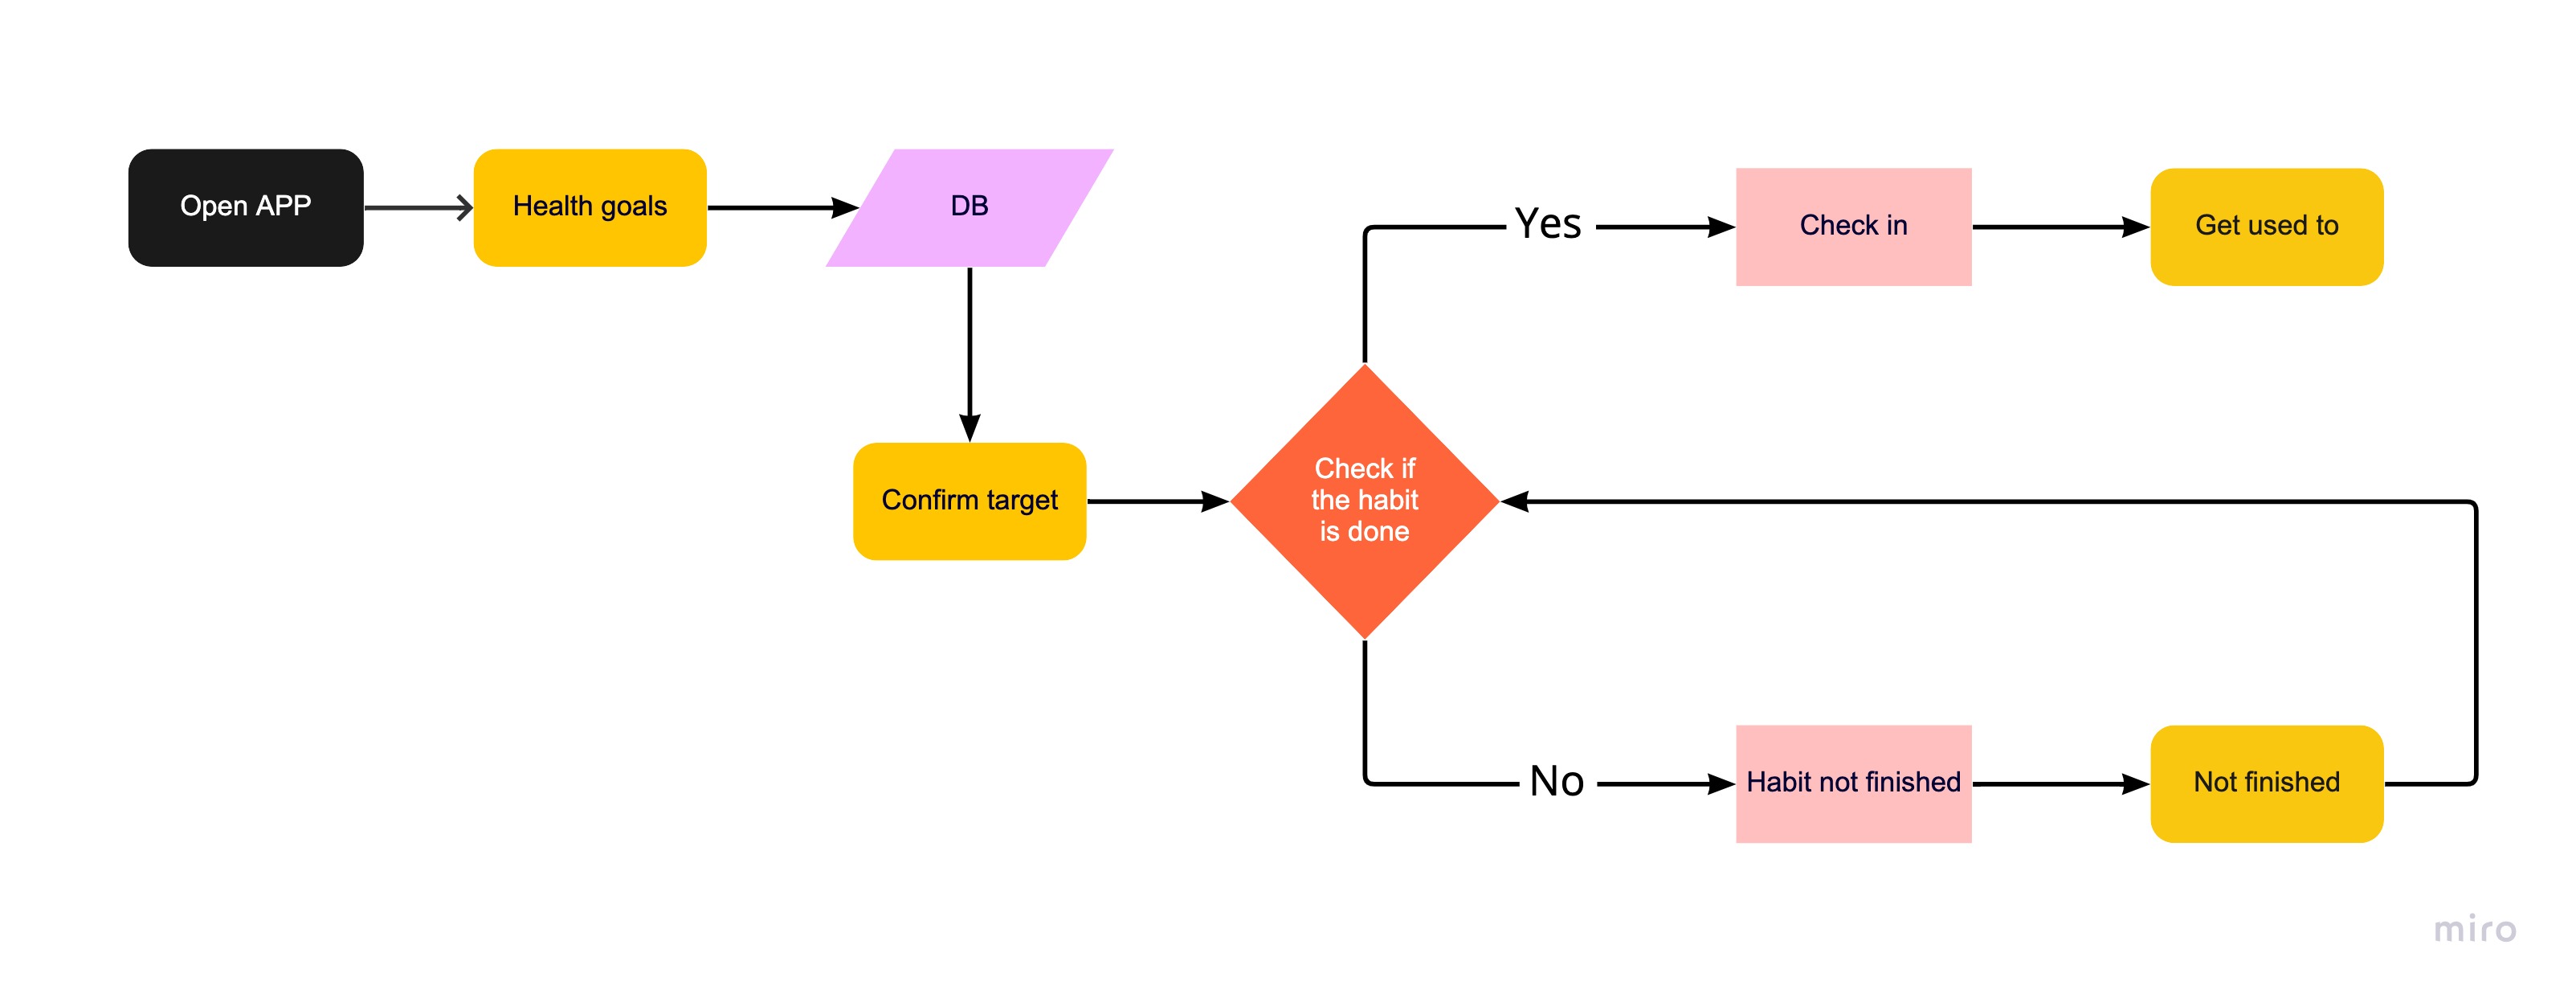 Open APP
Health goals
DB
Yes
Check in
Get used to
Confirm target
Check if
the habit
is done
No
Habit not finished
Not finished
miro